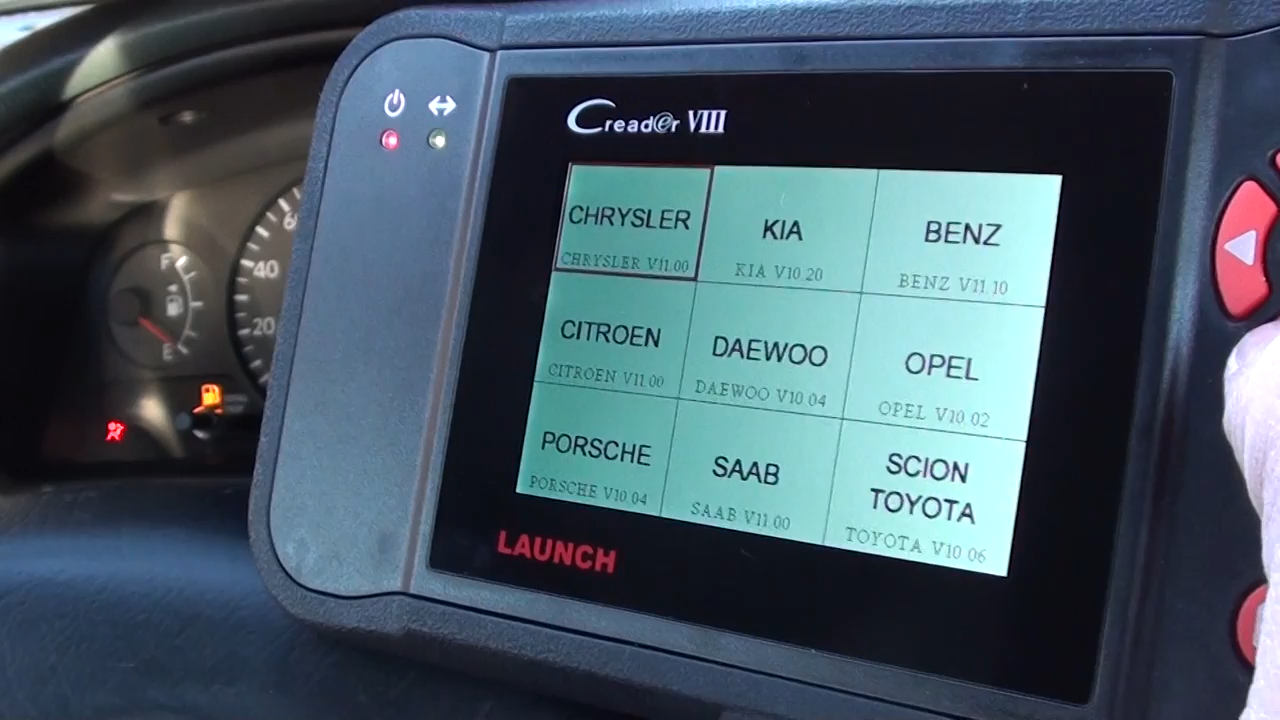 Creader VIII
CHRYSLER
CHRYSLER V11.00
KIA
KIA V10.20
BENZ
BENZ V11.10
CITROEN
CITROEN V11.00
DAEWOO
DAEWOO V10.04
OPEL
OPEL V10.02
PORSCHE
PORSCHE V10.04
SAAB
SAAB V11.00
SCION
TOYOTA
TOYOTA V10.06
LAUNCH
F
E
60
40
20